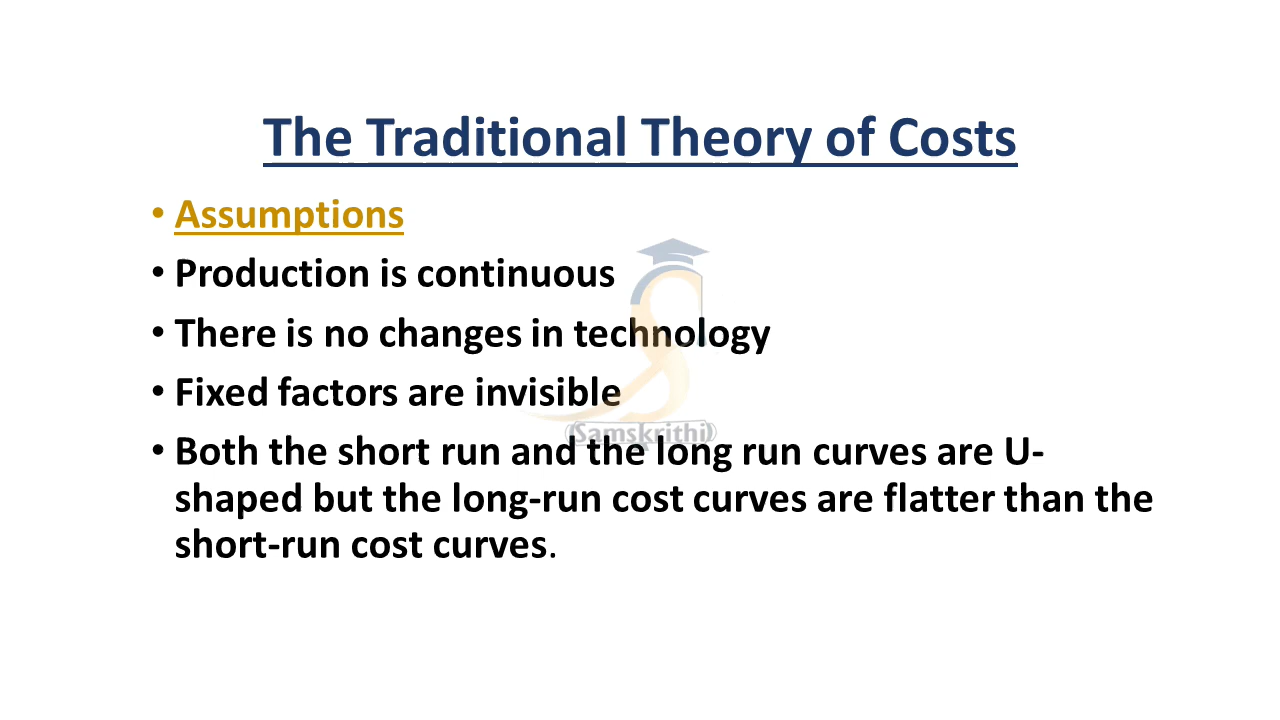 The Traditional Theory of Costs
• Assumptions
• Production is continuous
• There is no changes in technology
• Fixed factors are invisible
(Samskrithi)
• Both the short run and the long run curves are U-
shaped but the long-run cost curves are flatter than the
short-run cost curves.